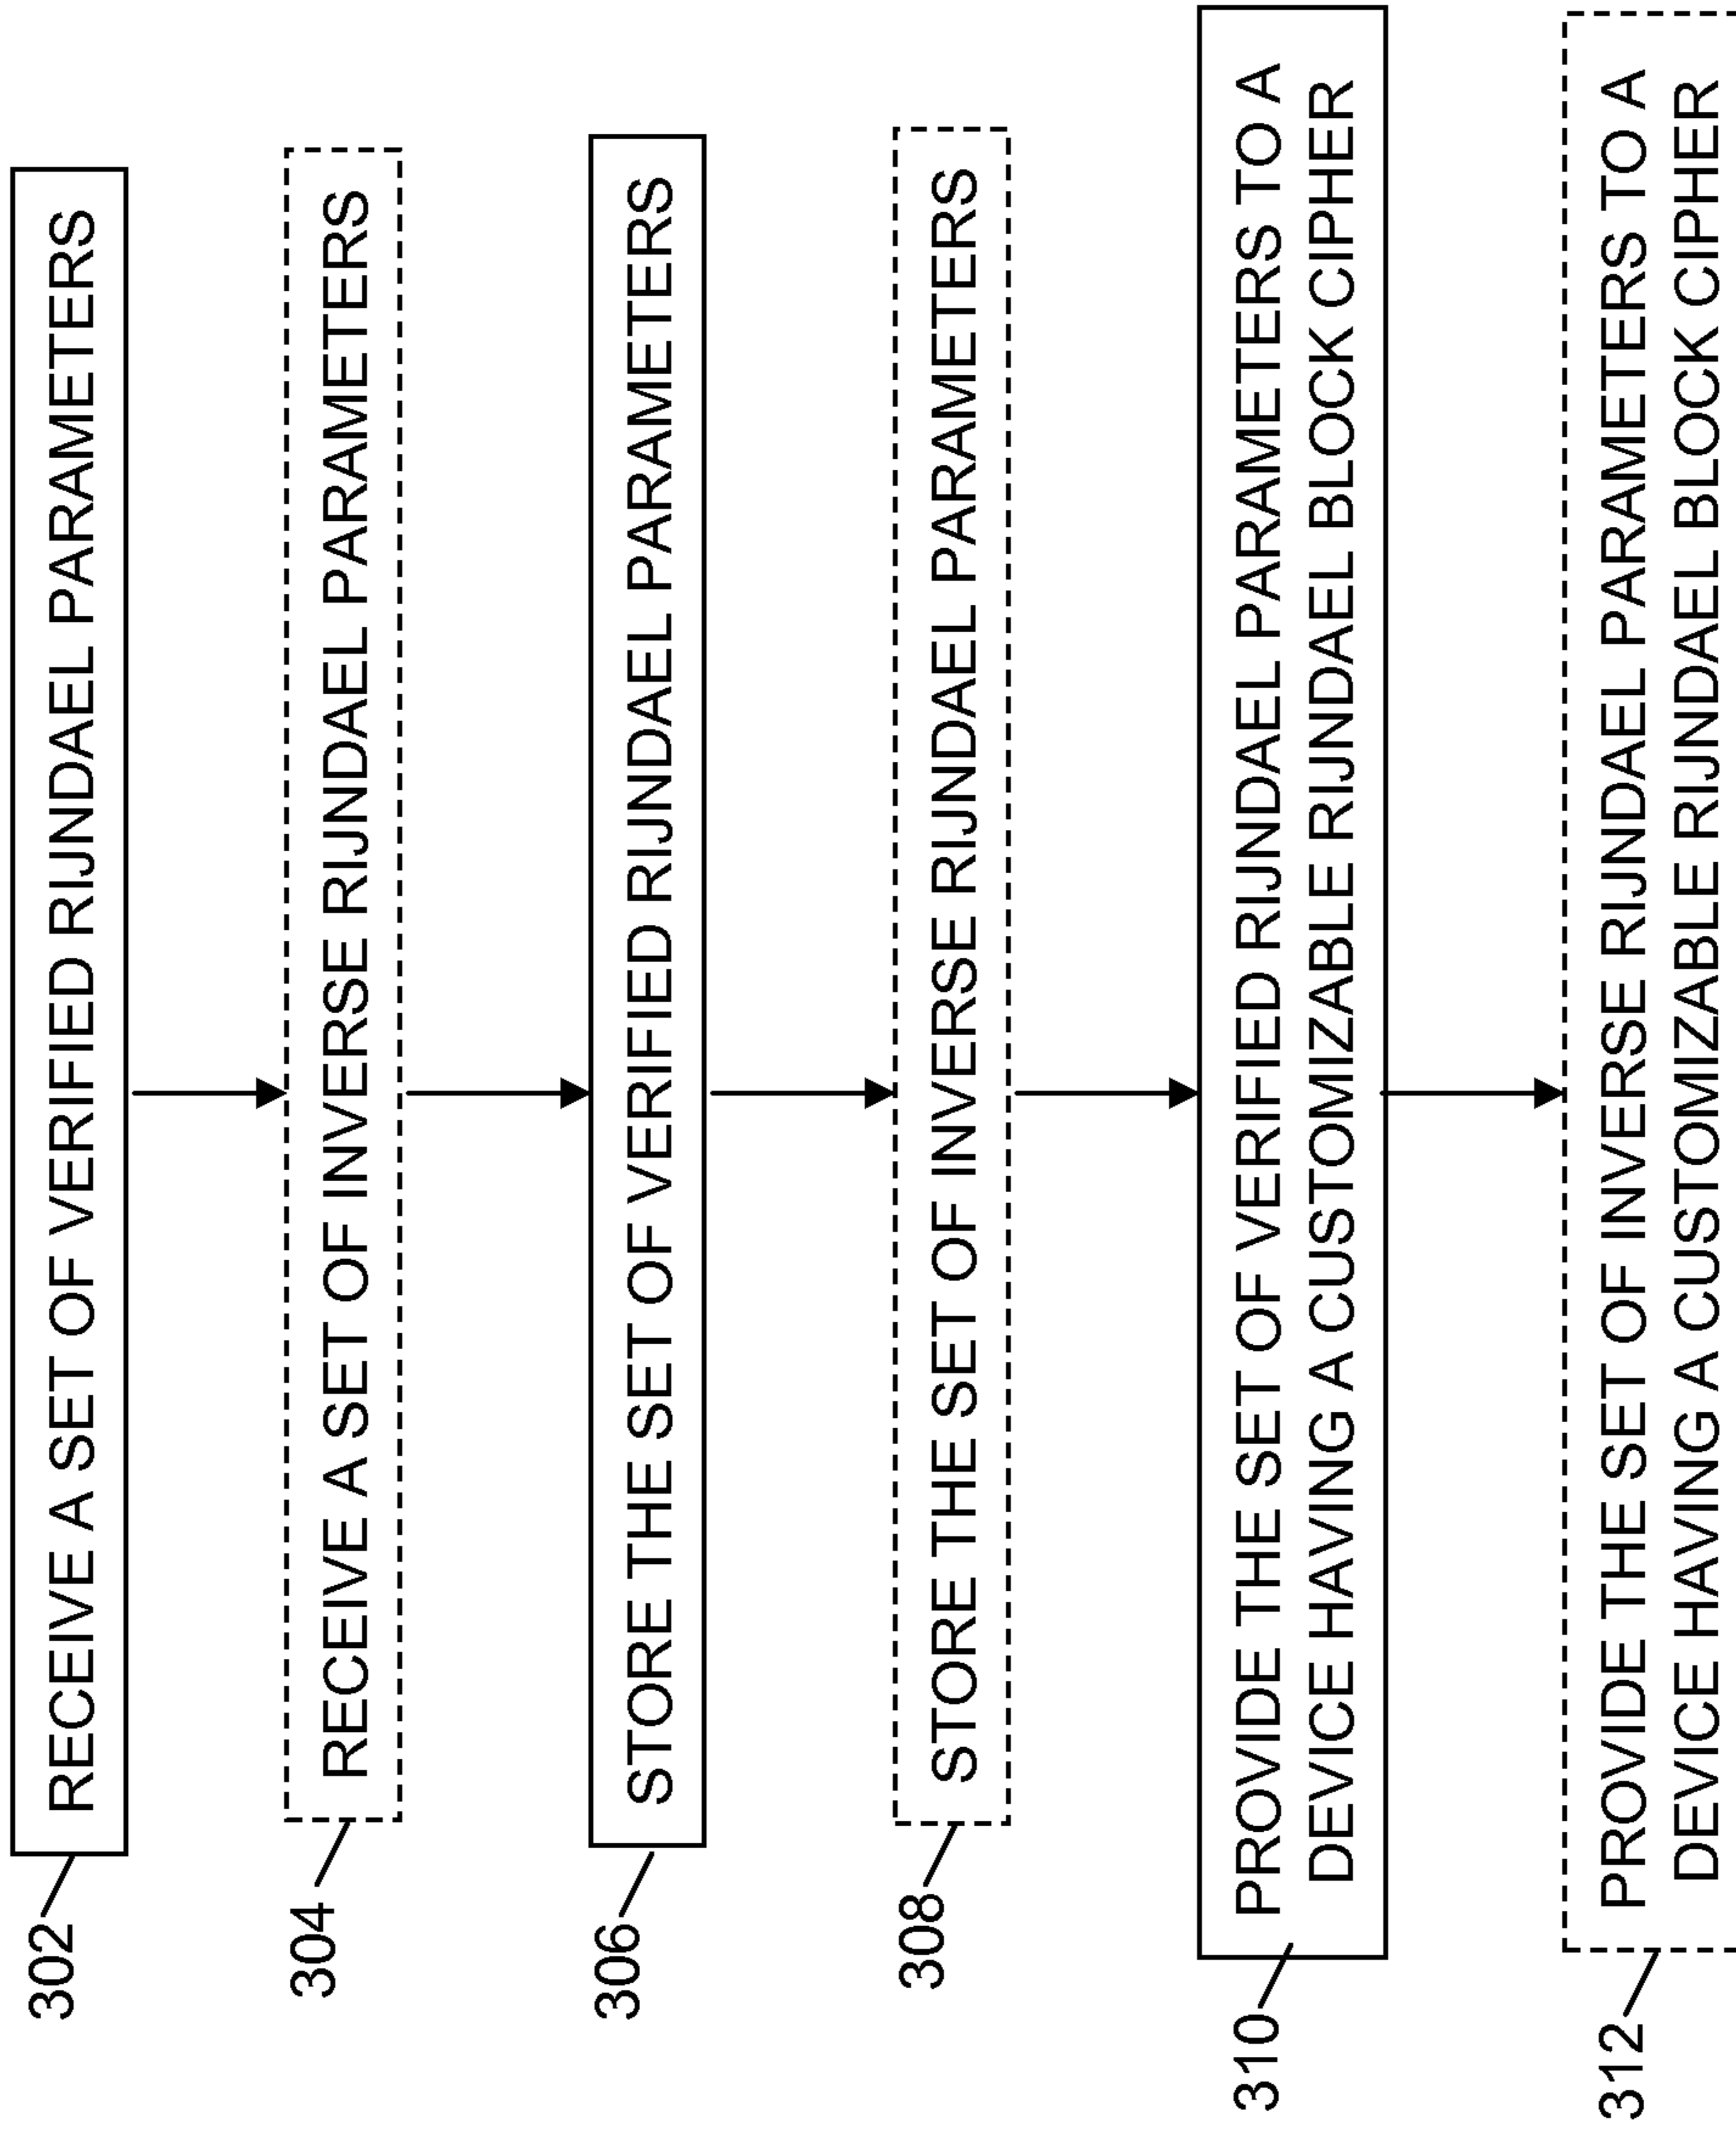 302
RECEIVE A SET OF VERIFIED RIJNDAEL PARAMETERS
304
RECEIVE A SET OF INVERSE RIJNDAEL PARAMETERS
306
STORE THE SET OF VERIFIED RIJNDAEL PARAMETERS
308
STORE THE SET OF INVERSE RIJNDAEL PARAMETERS
310
PROVIDE THE SET OF VERIFIED RIJNDAEL PARAMETERS TO A
DEVICE HAVING A CUSTOMIZABLE RIJNDAEL BLOCK CIPHER
312
PROVIDE THE SET OF INVERSE RIJNDAEL PARAMETERS TO A
DEVICE HAVING A CUSTOMIZABLE RIJNDAEL BLOCK CIPHER